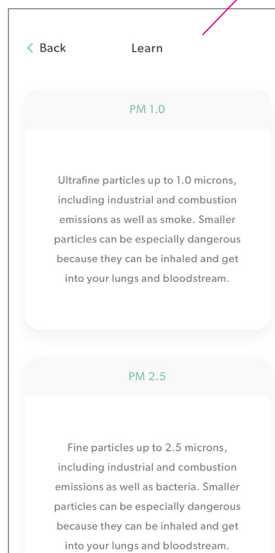 Back
Learn
PM 1.0
Ultrafine particles up to 1.0 microns,
including industrial and combustion
emissions as well as smoke. Smaller
particles can be especially dangerous
because they can be inhaled and get
into your lungs and bloodstream.
PM 2.5
Fine particles up to 2.5 microns,
including industrial and combustion
emissions as well as bacteria. Smaller
particles can be especially dangerous
because they can be inhaled and get
into your lungs and bloodstream.